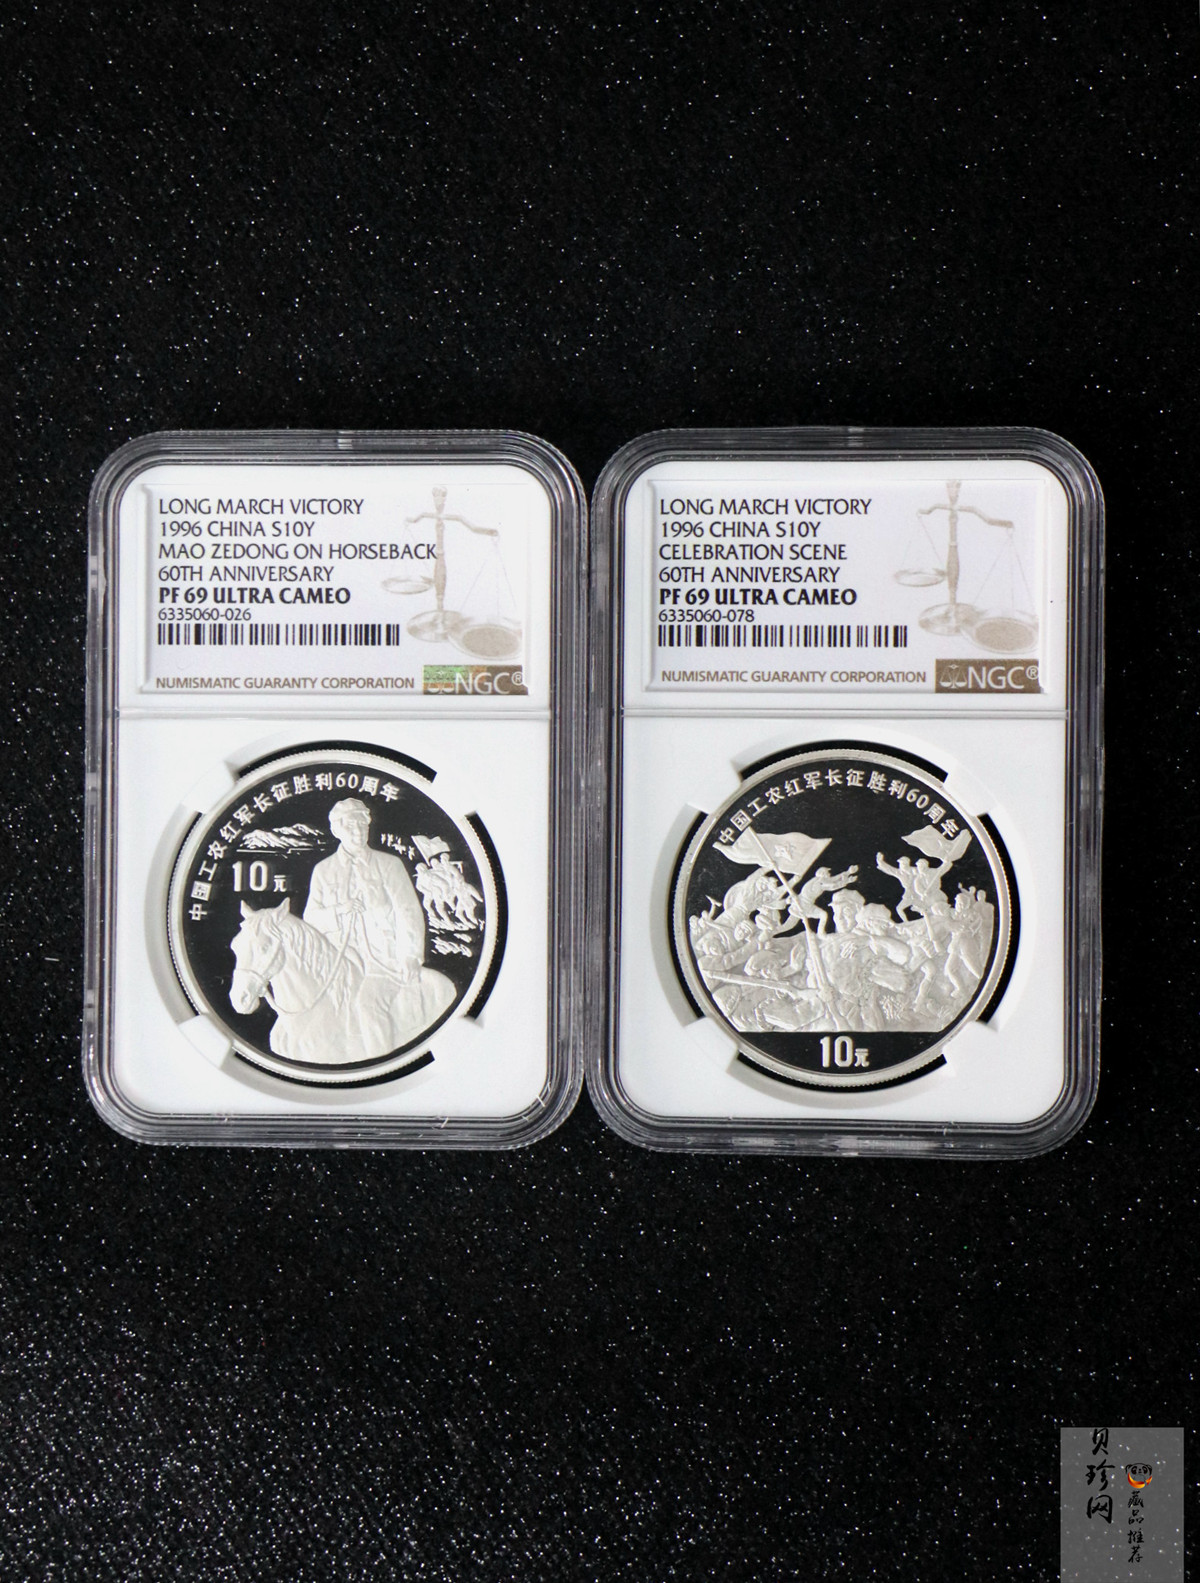 LONG MARCH VICTORY
1996 CHINA S10Y
MAO ZEDONG ON HORSEBACK
60TH ANNIVERSARY
PF 69 ULTRA CAMEO
6335060-026
NUMISMATIC GUARANTY CORPORATION
NGC®
中国工农红军长征胜利60周年
10元
LONG MARCH VICTORY
1996 CHINA S10Y
CELEBRATION SCENE
60TH ANNIVERSARY
PF 69 ULTRA CAMEO
6335060-078
NUMISMATIC GUARANTY CORPORATION
NGC®
中国工农红军长征胜利60周年
10元
贝珍网
藏品推荐